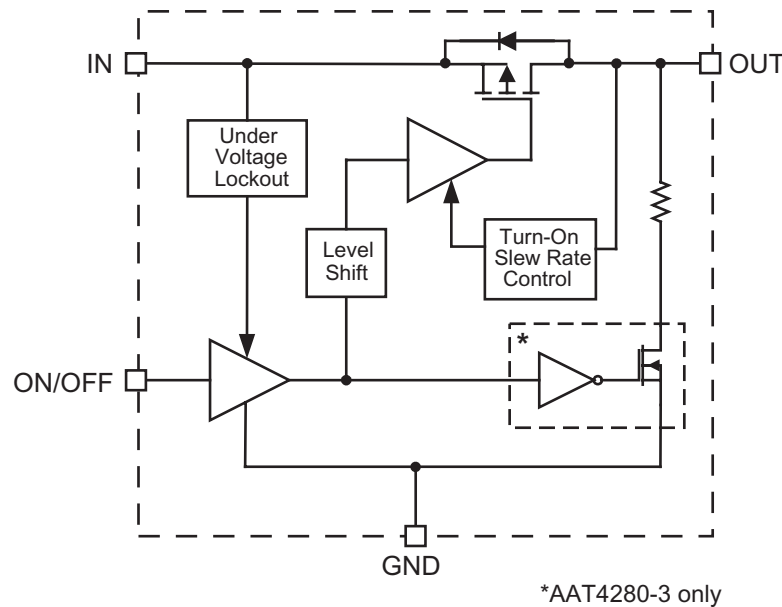 IN
OUT
Under
Voltage
Lockout
Level
Shift
Turn-On
Slew Rate
Control
*
ON/OFF
GND
*AAT4280-3 only